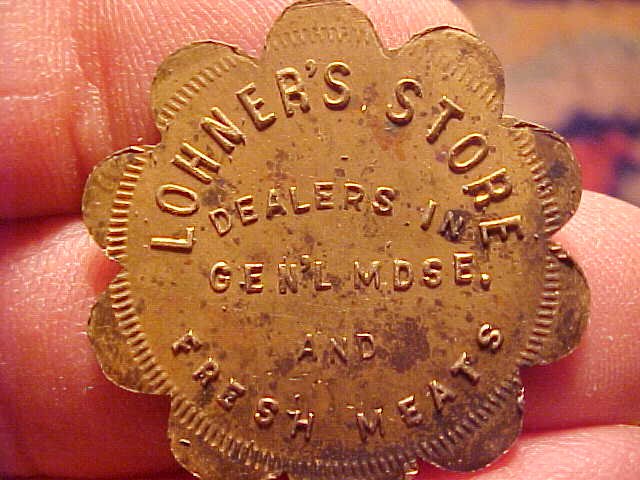 LOHNER'S STORE
DEALERS IN
GEN'L MDSE.
AND
FRESH MEATS